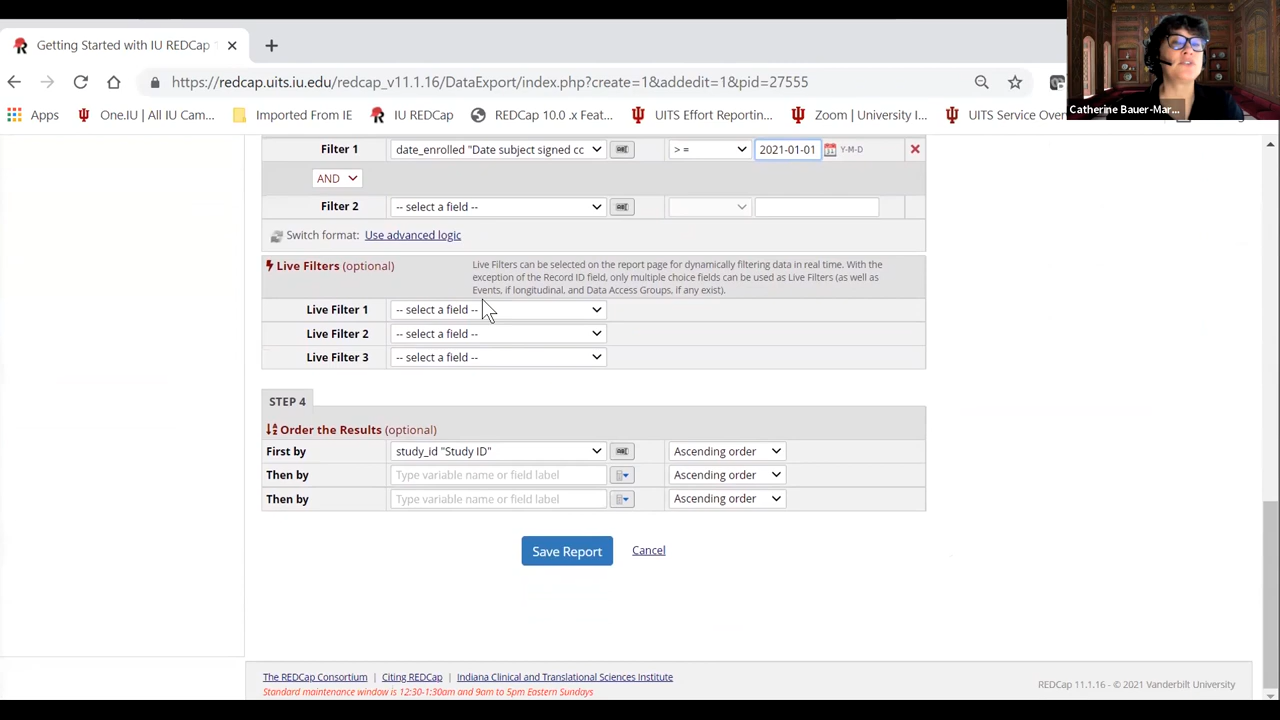 Getting Started with IU REDCap
https://redcap.uits.iu.edu/redcap_v11.1.16/DataExport/index.php?create=1&addedit=1&pid=27555
Catherine Bauer-Mar...
Apps One.IU | All IU Cam... Imported From IE IU REDCap REDCap 10.0 .x Feat... UITS Effort Reportin... Zoom | University I... UITS Service Over
Filter 1 date_enrolled "Date subject signed cc > = 2021-01-01 Y-M-D
AND
Filter 2 -- select a field --
Switch format: Use advanced logic
Live Filters (optional)
Live Filters can be selected on the report page for dynamically filtering data in real time. With the
exception of the Record ID field, only multiple choice fields can be used as Live Filters (as well as
Events, if longitudinal, and Data Access Groups, if any exist).
Live Filter 1 -- select a field --
Live Filter 2 -- select a field --
Live Filter 3 -- select a field --
STEP 4
Order the Results (optional)
First by study_id "Study ID" Ascending order
Then by Type variable name or field label Ascending order
Then by Type variable name or field label Ascending order
Save Report Cancel
The REDCap Consortium | Citing REDCap | Indiana Clinical and Translational Sciences Institute
Standard maintenance window is 12:30-1:30am and 9am to 5pm Eastern Sundays
REDCap 11.1.16 - © 2021 Vanderbilt University